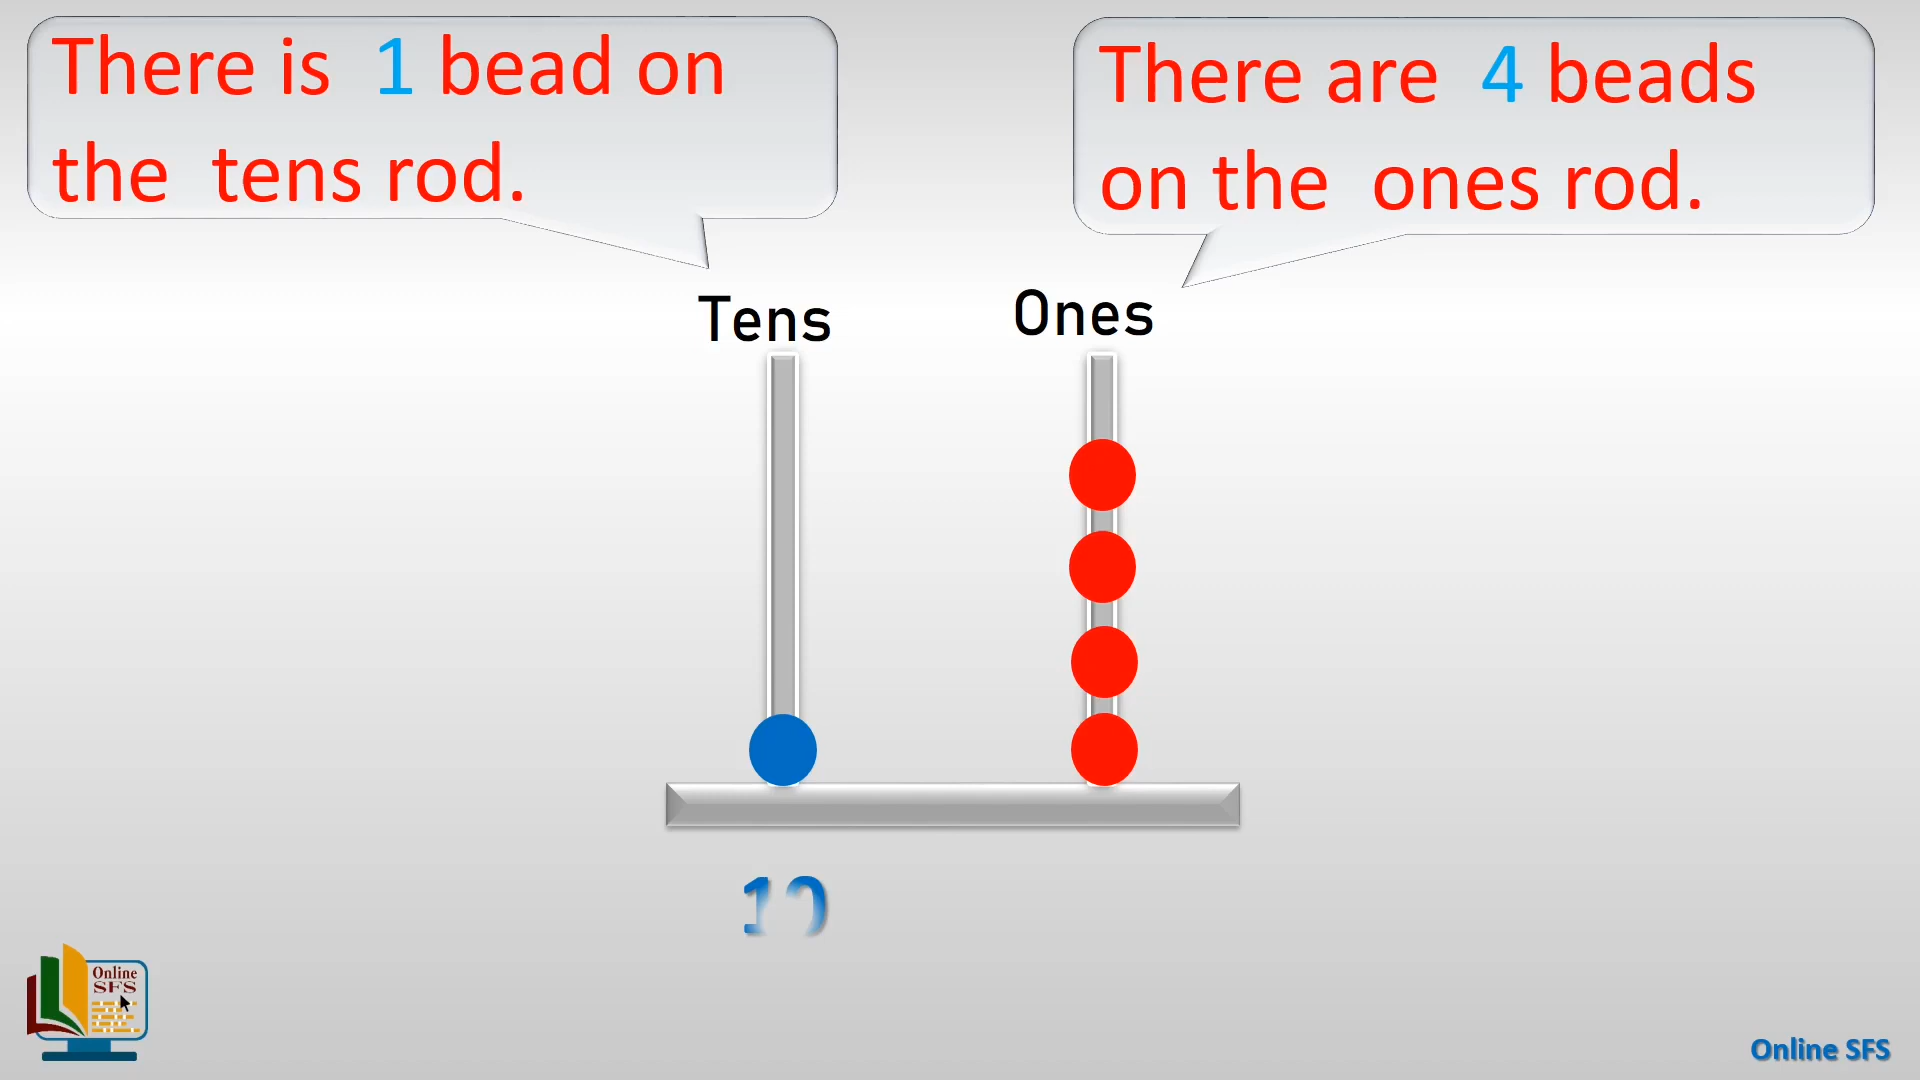 There is 1 bead on
the tens rod.
There are 4 beads
on the ones rod.
Tens
Ones
10
Online
SFS
Online SFS